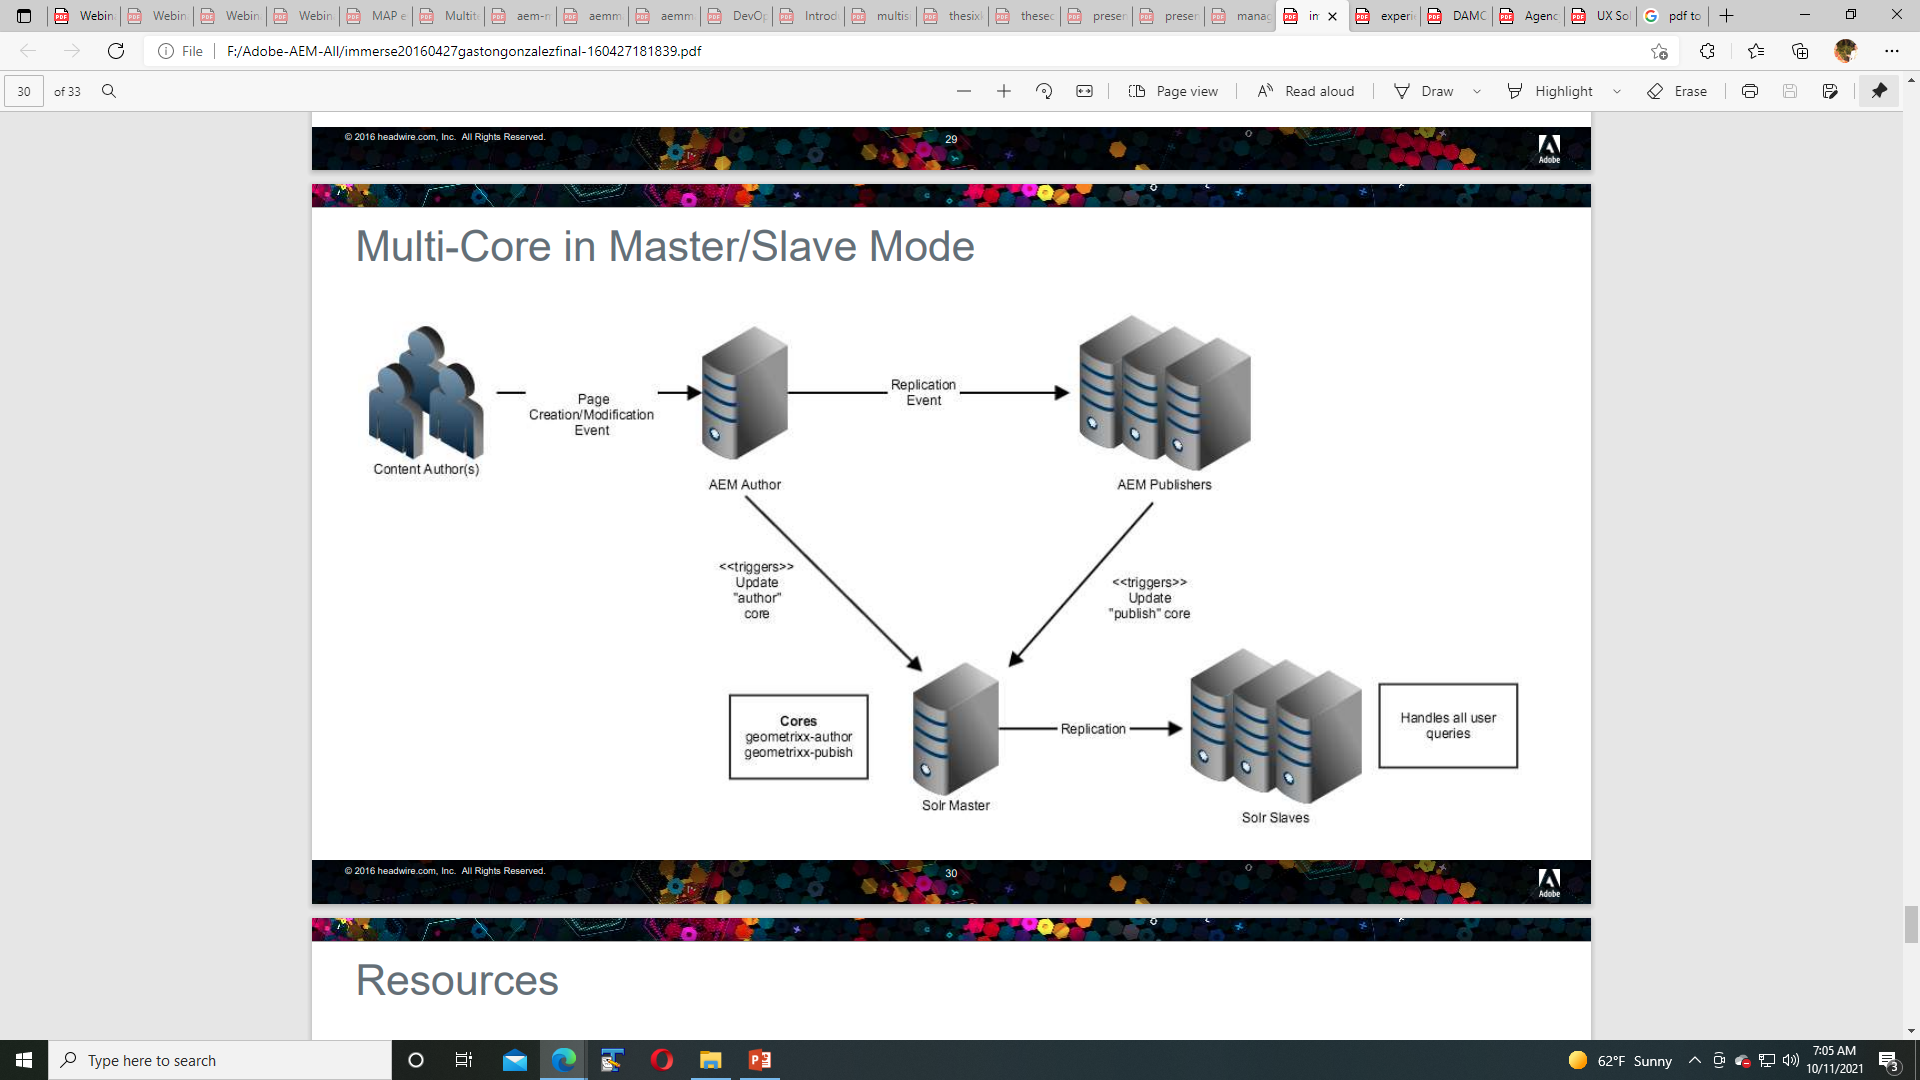 Webin
Webin
Webin
Webin
MAP e
Multit
aem-m
aemm
aemm
DevOp
Introd
multis
thesix
thesec
presen
presen
manag
in
experi
DAMC
Agenc
UX Sol
pdf to
File
F:/Adobe-AEM-All/immerse20160427gastongonzalezfinal-160427181839.pdf
30
of 33
Page view
Read aloud
Draw
Highlight
Erase
© 2016 headwire.com, Inc. All Rights Reserved.
29
Adobe
Multi-Core in Master/Slave Mode
Page
Creation/Modification
Event
Replication
Event
Content Author(s)
AEM Author
AEM Publishers
<<triggers>>
Update
"author"
core
<<triggers>>
Update
"publish" core
Cores
geometrixx-author
geometrixx-pubish
Replication
Handles all user
queries
Solr Master
Solr Slaves
© 2016 headwire.com, Inc. All Rights Reserved.
30
Adobe
Resources
Type here to search
62°F Sunny
7:05 AM
10/11/2021
3